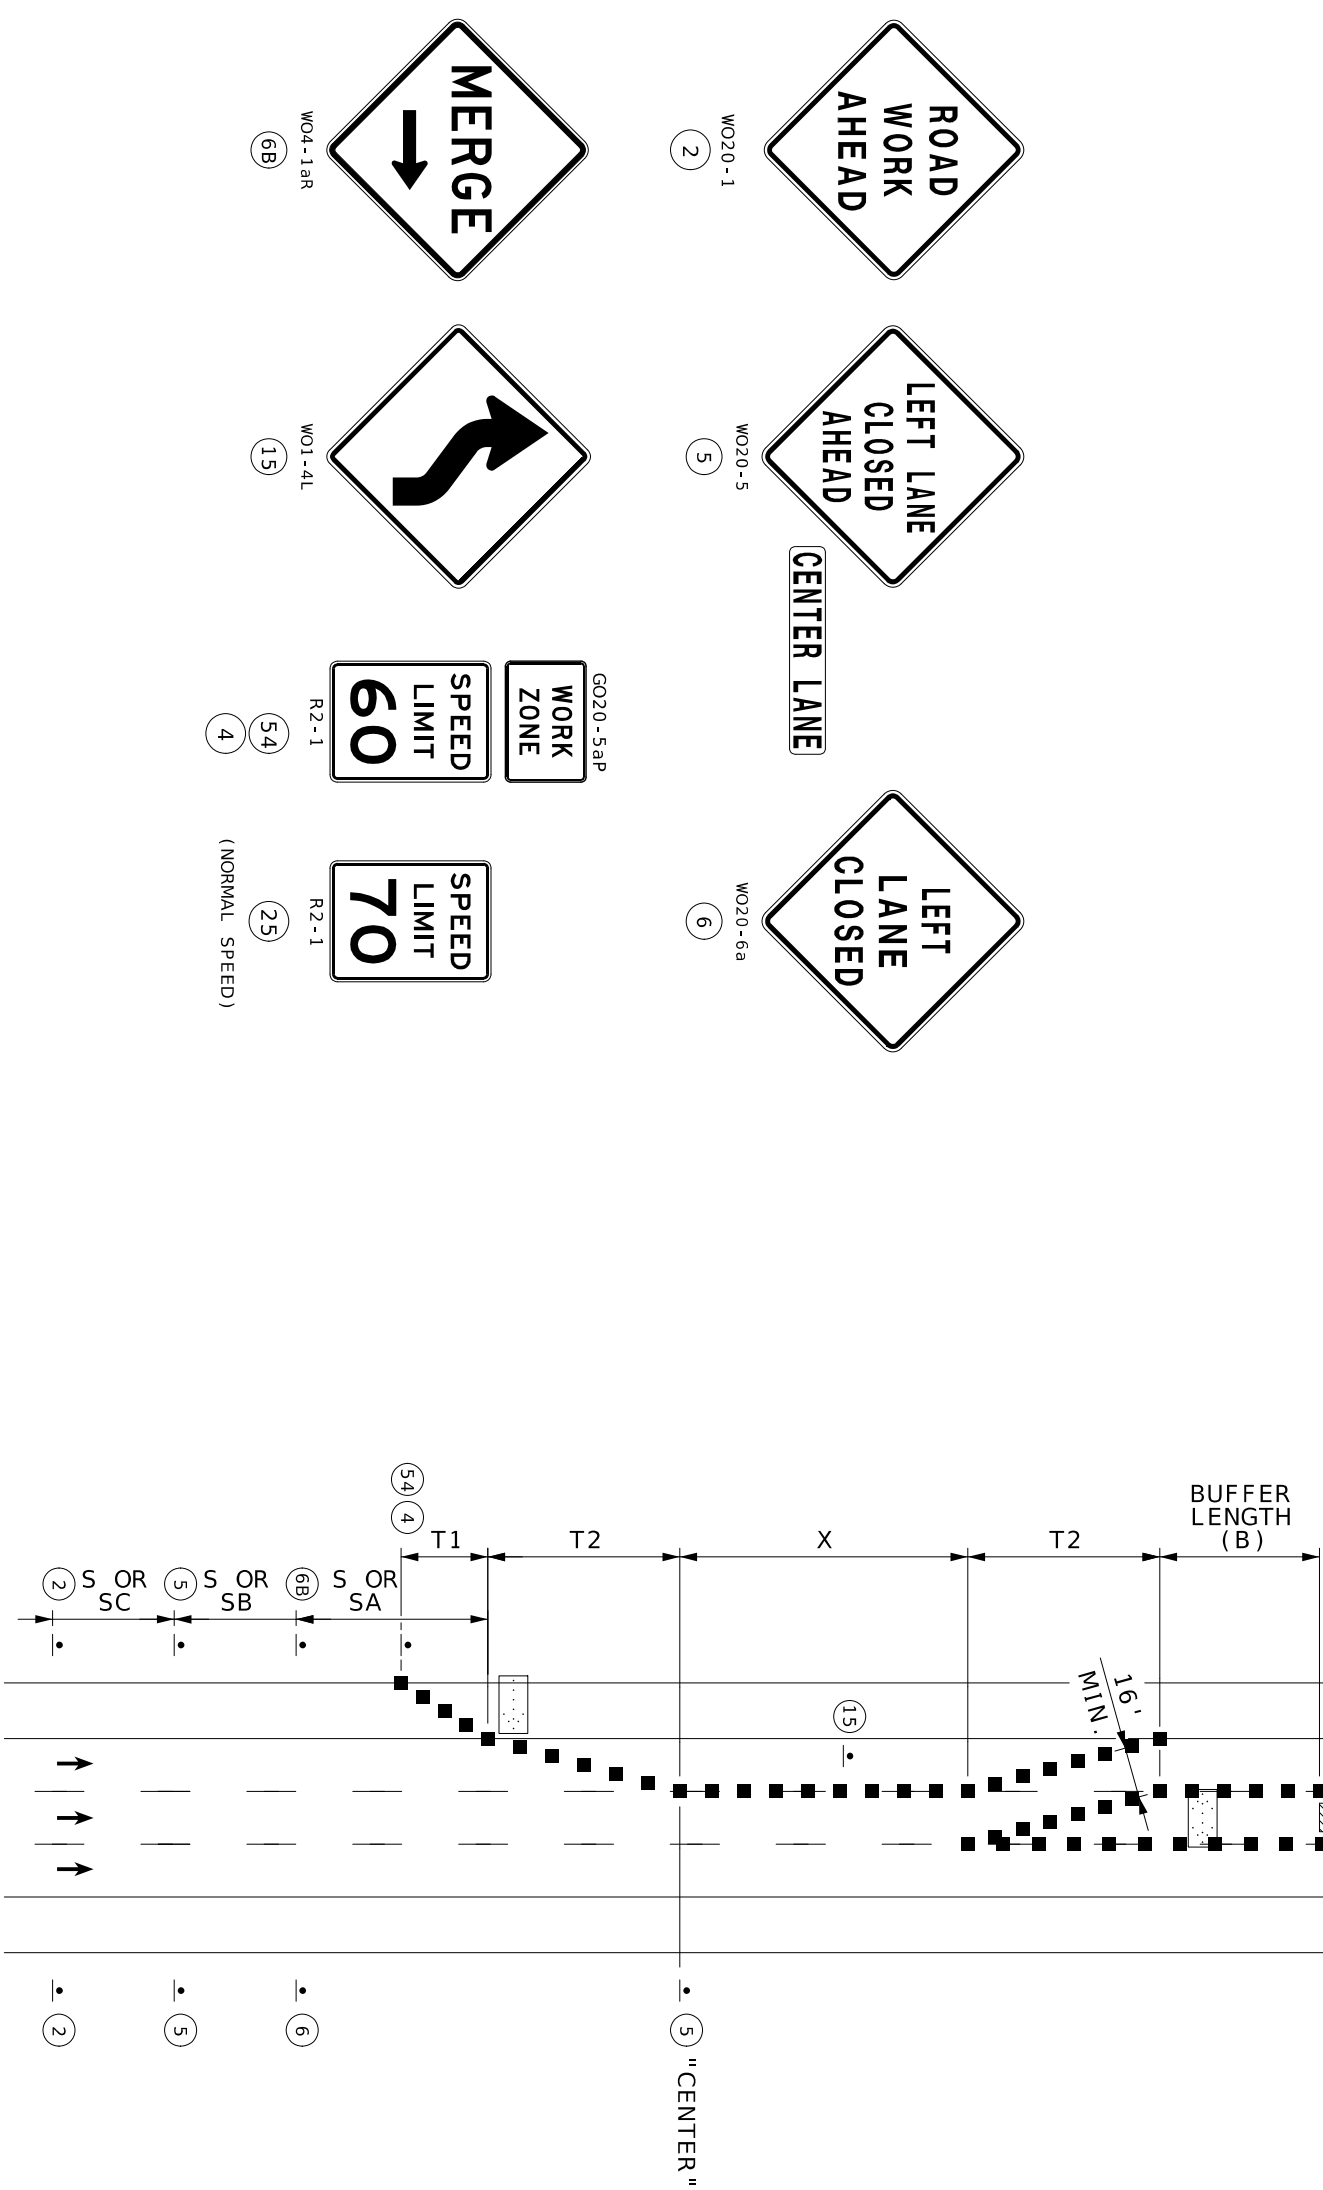 ROAD
WORK
AHEAD
WO20-1
2
LEFT LANE
CLOSED
AHEAD
CENTER LANE
WO20-5
5
LEFT
LANE
CLOSED
WO20-6a
6
MERGE
WO4-1aR
6B
WO1-4L
15
GO20-5aP
WORK
ZONE
SPEED
LIMIT
60
R2-1
54
4
SPEED
LIMIT
70
R2-1
25
(NORMAL SPEED)
BUFFER
LENGTH
(B)
54 4
T1 T2 X T2
2 S OR
SC
5 S OR
SB
6B S OR
SA
16'
MIN.
15
2 5 6 5 "CENTER"